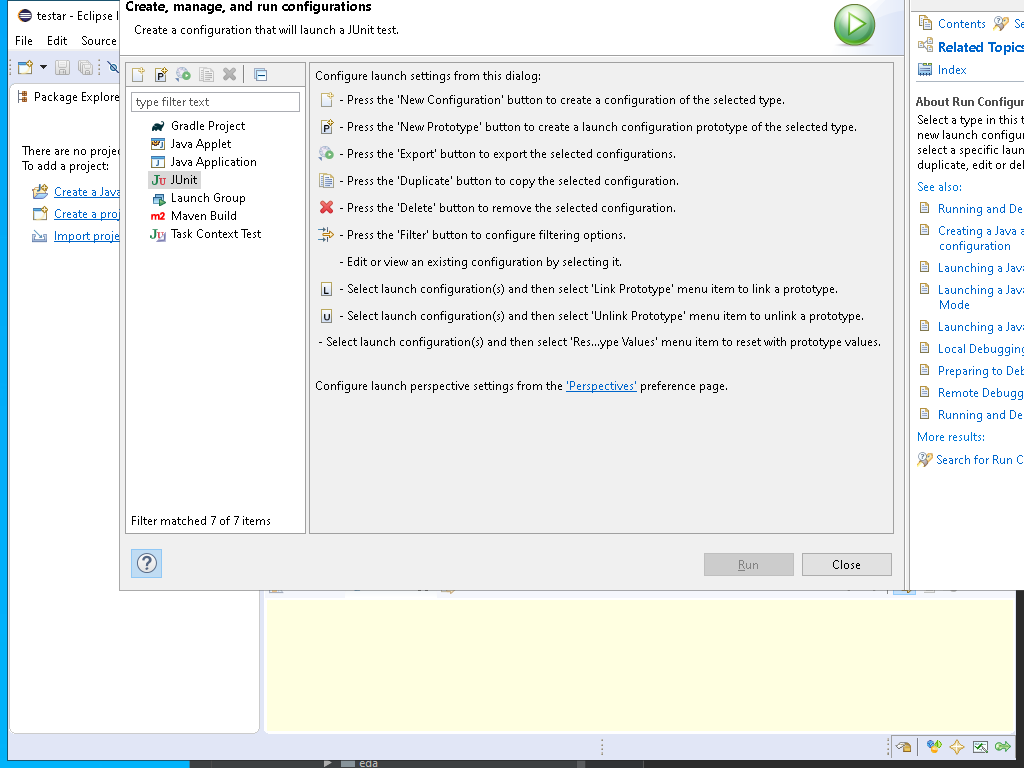 testar - Eclipse I
File Edit Source
Package Explore
There are no projec
To add a project:
Create a Java
Create a proj
Import proje
Create, manage, and run configurations
Create a configuration that will launch a JUnit test.
type filter text
Gradle Project
Java Applet
Java Application
JUnit
Launch Group
Maven Build
Task Context Test
Filter matched 7 of 7 items
Configure launch settings from this dialog:
- Press the 'New Configuration' button to create a configuration of the selected type.
- Press the 'New Prototype' button to create a launch configuration prototype of the selected type.
- Press the 'Export' button to export the selected configurations.
- Press the 'Duplicate' button to copy the selected configuration.
- Press the 'Delete' button to remove the selected configuration.
- Press the 'Filter' button to configure filtering options.
- Edit or view an existing configuration by selecting it.
- Select launch configuration(s) and then select 'Link Prototype' menu item to link a prototype.
- Select launch configuration(s) and then select 'Unlink Prototype' menu item to unlink a prototype.
- Select launch configuration(s) and then select 'Res...ype Values' menu item to reset with prototype values.
Configure launch perspective settings from the 'Perspectives' preference page.
Run
Close
Contents
Se
Related Topics
Index
About Run Configur
Select a type in this t
new launch configu
select a specific laun
duplicate, edit or del
See also:
Running and De
Creating a Java a
configuration
Launching a Java
Launching a Java
Mode
Launching a Java
Local Debugging
Preparing to Deb
Remote Debugg
Running and De
More results:
Search for Run C
eda